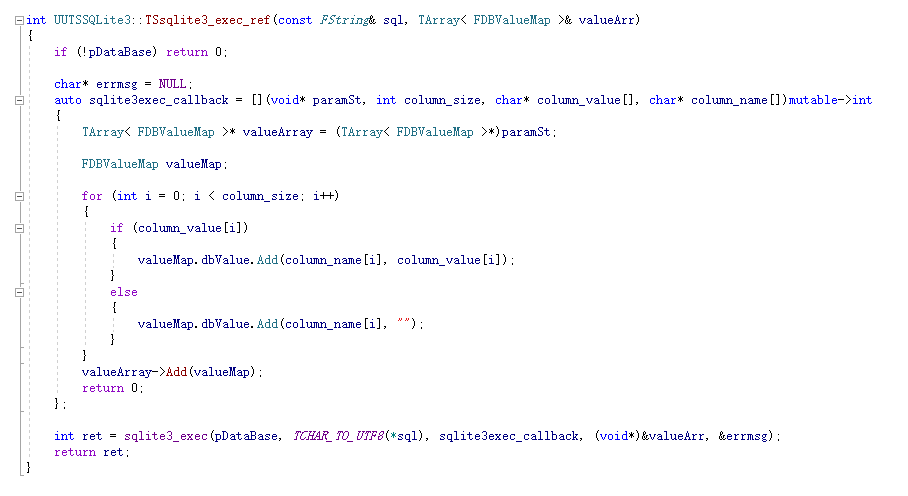 int UUTSSQLite3::TSsqlite3_exec_ref(const FString& sql, TArray< FDBValueMap >& valueArr)
{
    if (!pDataBase) return 0;

    char* errmsg = NULL;
    auto sqlite3exec_callback = [](void* paramSt, int column_size, char* column_value[], char* column_name[])mutable->int
    {
        TArray< FDBValueMap >* valueArray = (TArray< FDBValueMap >*)paramSt;

        FDBValueMap valueMap;

        for (int i = 0; i < column_size; i++)
        {
            if (column_value[i])
            {
                valueMap.dbValue.Add(column_name[i], column_value[i]);
            }
            else
            {
                valueMap.dbValue.Add(column_name[i], "");
            }
        }
        valueArray->Add(valueMap);
        return 0;
    };

    int ret = sqlite3_exec(pDataBase, TCHAR_TO_UTF8(*sql), sqlite3exec_callback, (void*)&valueArr, &errmsg);
    return ret;
}